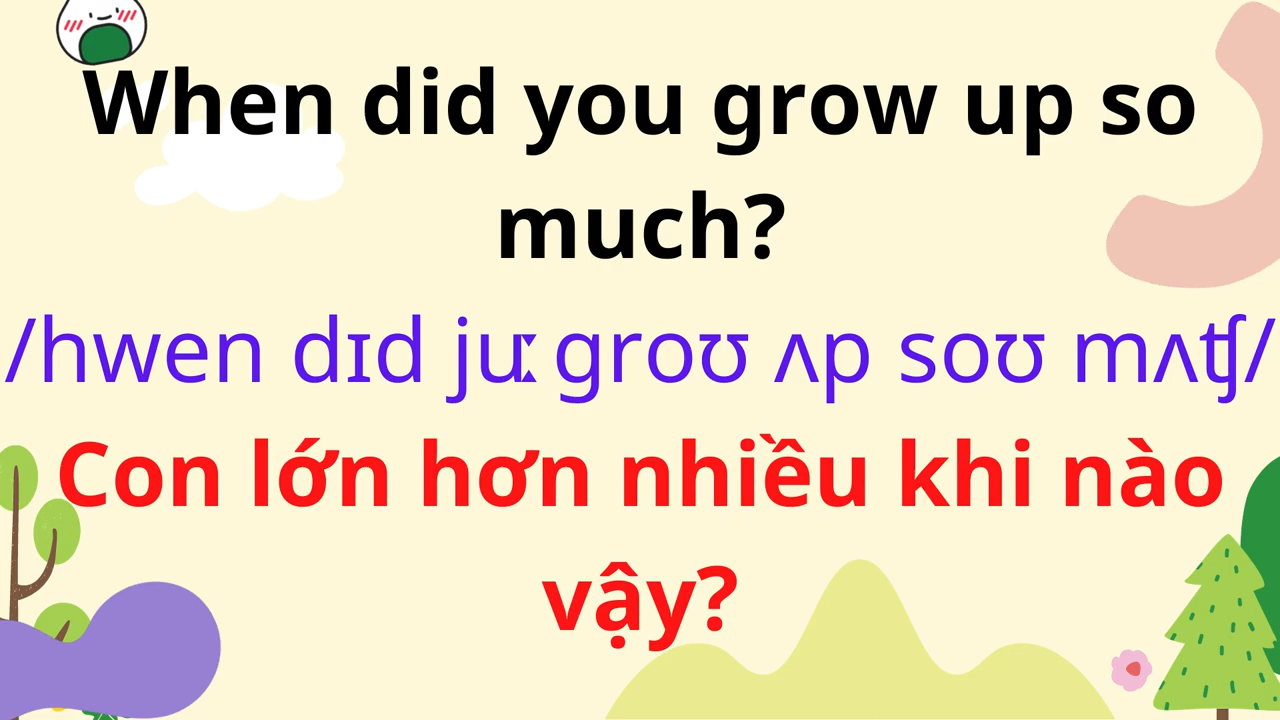 When did you grow up so
much?
/hwen dɪd juː groʊ ʌp soʊ mʌʧ/
Con lớn hơn nhiều khi nào
vậy?